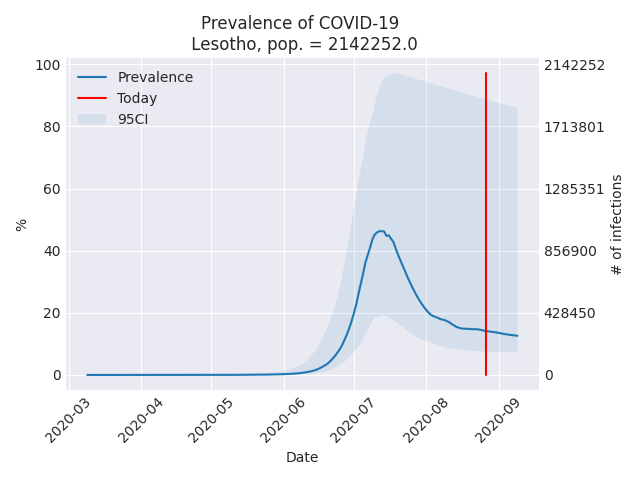 Prevalence of COVID-19
Lesotho, pop. = 2142252.0
Prevalence
Today
95CI
100
80
60
40
20
0
%
2142252
1713801
1285351
856900
428450
0
# of infections
2020-03
2020-04
2020-05
2020-06
2020-07
2020-08
2020-09
Date